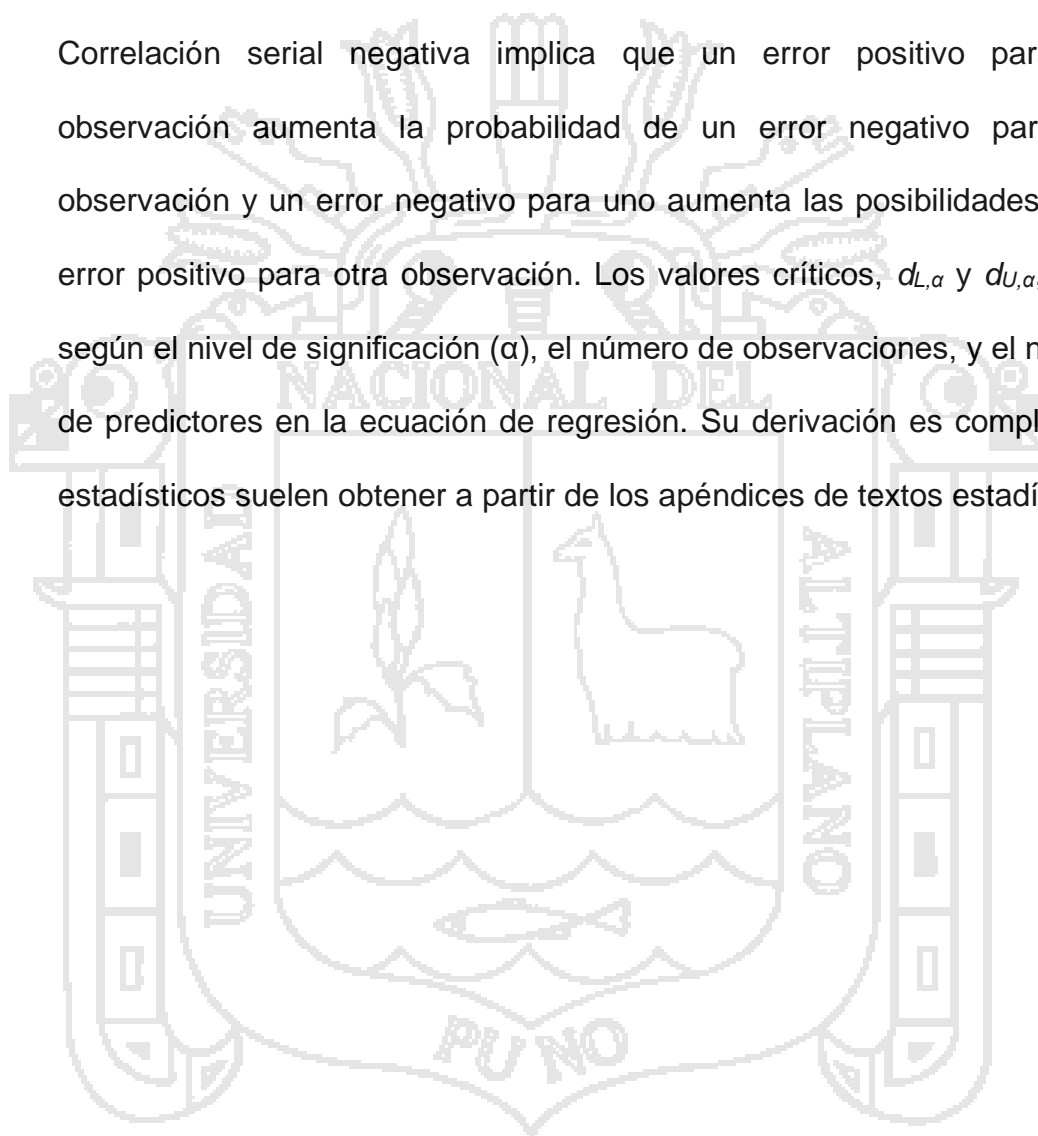 Correlación serial negativa implica que un error positivo par
observación aumenta la probabilidad de un error negativo par
observación y un error negativo para uno aumenta las posibilidades
error positivo para otra observación. Los valores críticos, dL,α y dU,α,
según el nivel de significación (α), el número de observaciones, y el n
de predictores en la ecuación de regresión. Su derivación es compl
estadísticos suelen obtener a partir de los apéndices de textos estadí
NACIONAL DEL
UNIVERSIDAD
ALTIPLANO
PUNO